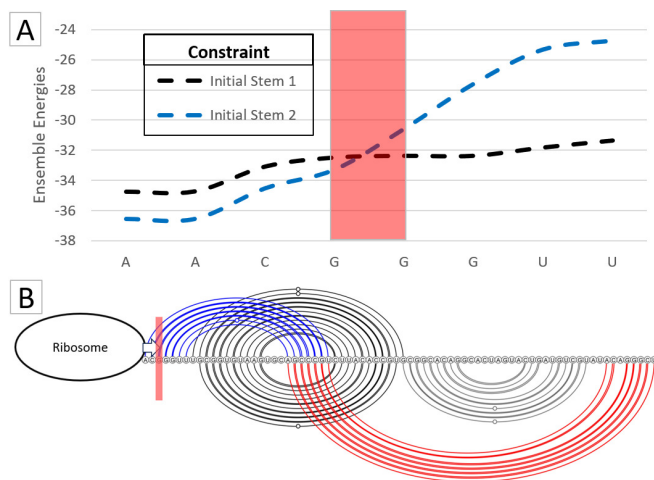 A
-24
-26
-28
-30
-32
-34
-36
-38
Ensemble Energies
Constraint
Initial Stem 1
Initial Stem 2
A A C G G G U U
B
Ribosome